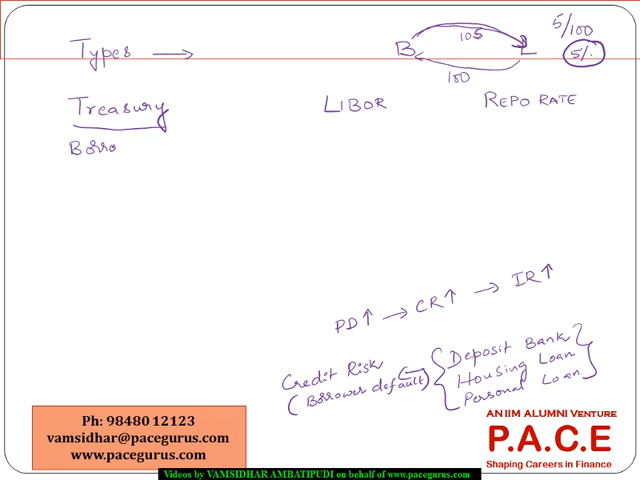 5/100
Types → B 105 L 5%
100
Treasury LIBOR REPO RATE
Borro
PD↑ → CR↑ → IR↑
Credit Risk
(Borrower default)
Deposit Bank
Housing Loan
Personal Loan
Ph: 98480 12123
vamsidhar@pacegurus.com
www.pacegurus.com
AN IIM ALUMNI VENTURE
P.A.C.E
Shaping Careers in Finance
Videos by VAMSIDHAR AMBATIPUDI on behalf of www.pacegurus.com